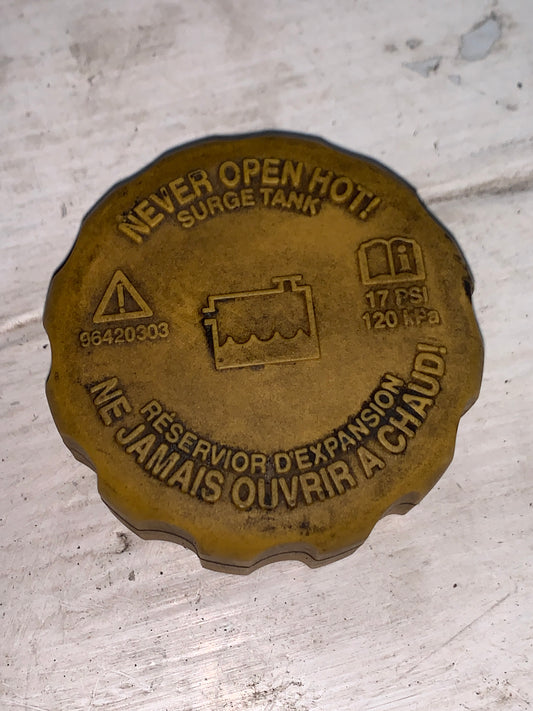 NEVER OPEN HOT!
SURGE TANK
96420303
17 PSI
120 kPa
RÉSERVIOR D'EXPANSION
NE JAMAIS OUVRIR A CHAUD!